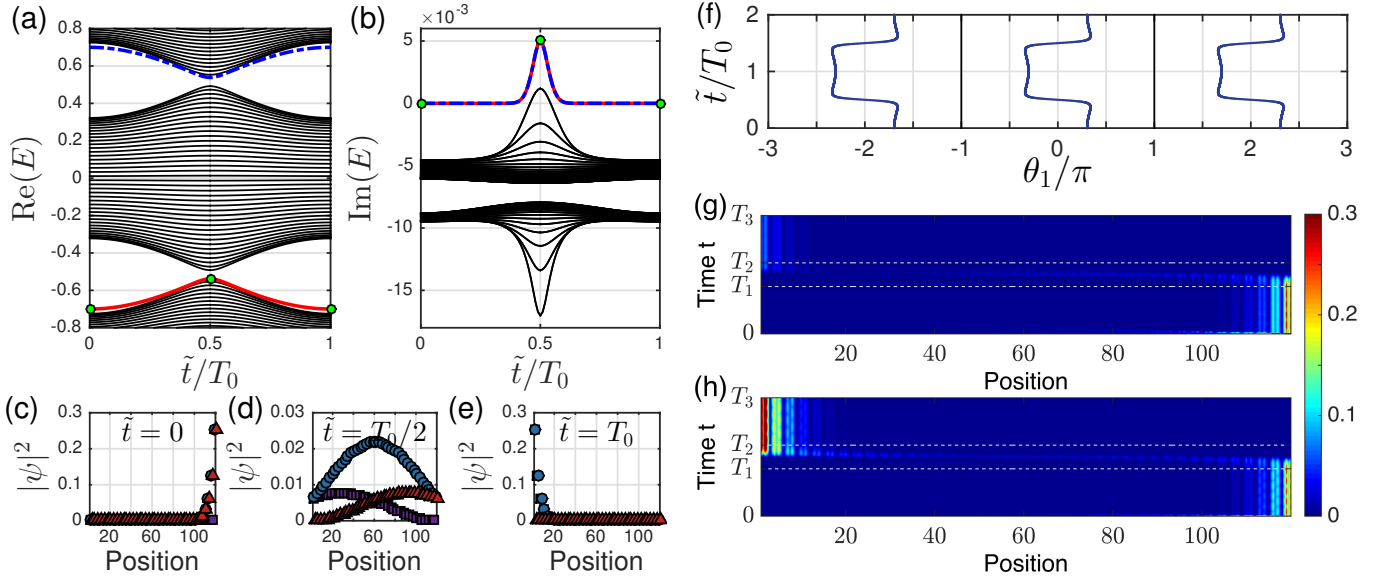 (a)
0.8
0.6
0.4
0.2
0
-0.2
-0.4
-0.6
-0.8
Re(E)
0
0.5
1
t̃/T₀
(b)
×10⁻³
5
0
-5
-10
-15
Im(E)
0
0.5
1
t̃/T₀
(c)
0.3
0.2
0.1
0
|ψ|²
t̃ = 0
20
60
100
Position
(d)
0.03
0.02
0.01
0
|ψ|²
t̃ = T₀/2
20
60
100
Position
(e)
0.3
0.2
0.1
0
|ψ|²
t̃ = T₀
20
60
100
Position
(f)
2
1
0
t̃/T₀
-3
-2
-1
0
1
2
3
θ₁/π
(g)
T₃
T₂
T₁
0
Time t
20
40
60
80
100
Position
(h)
T₃
T₂
T₁
0
Time t
20
40
60
80
100
Position
0.3
0.2
0.1
0